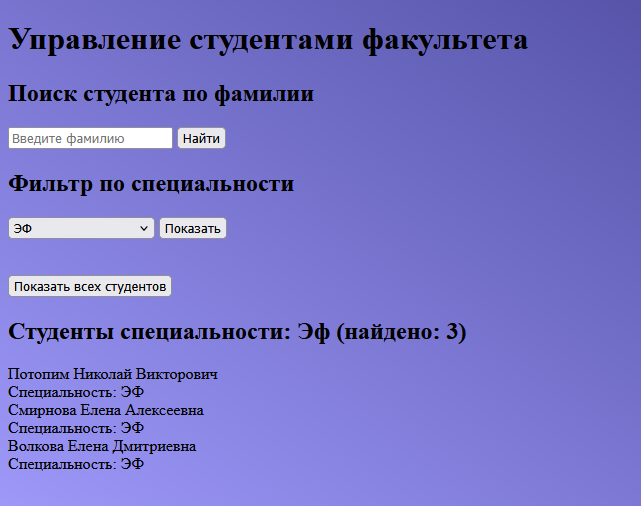 Управление студентами факультета
Поиск студента по фамилии
Введите фамилию Найти
Фильтр по специальности
ЭФ Показать
Показать всех студентов
Студенты специальности: Эф (найдено: 3)
Потопим Николай Викторович
Специальность: ЭФ
Смирнова Елена Алексеевна
Специальность: ЭФ
Волкова Елена Дмитриевна
Специальность: ЭФ